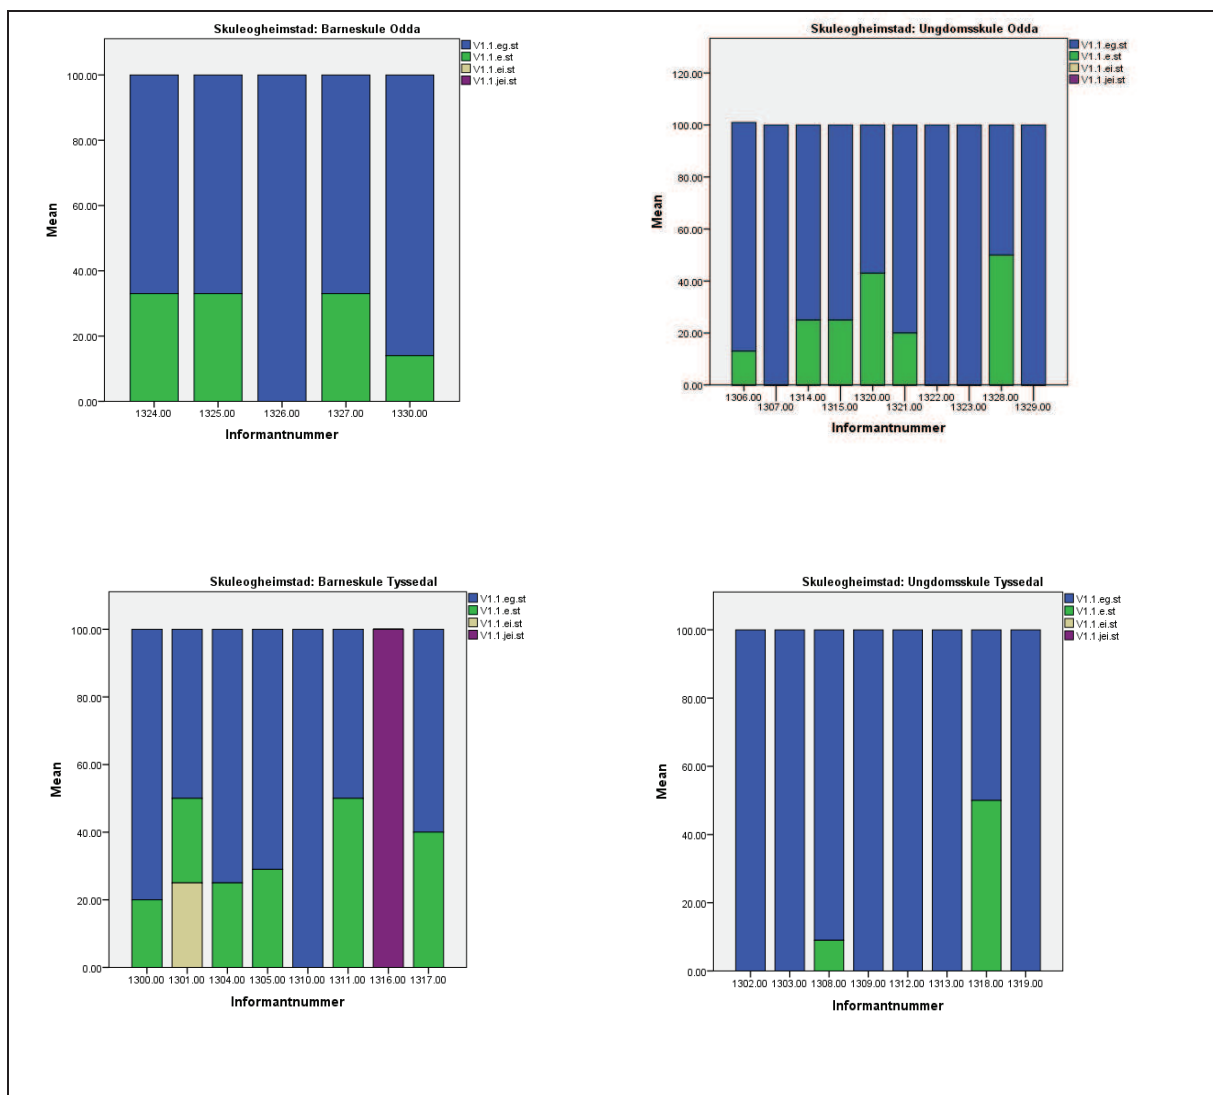 Skuleogheimstad: Barneskule Odda
V1.1.eg.st
V1.1.e.st
V1.1.ei.st
V1.1.jei.st
Mean
100.00
80.00
60.00
40.00
20.00
0.00
1324.00 1325.00 1326.00 1327.00 1330.00
Informantnummer
Skuleogheimstad: Ungdomsskule Odda
V1.1.eg.st
V1.1.e.st
V1.1.ei.st
V1.1.jei.st
Mean
120.00
100.00
80.00
60.00
40.00
20.00
0.00
1306.00 1314.00 1320.00 1322.00 1328.00
1307.00 1315.00 1321.00 1323.00 1329.00
Informantnummer
Skuleogheimstad: Barneskule Tyssedal
V1.1.eg.st
V1.1.e.st
V1.1.ei.st
V1.1.jei.st
Mean
100.00
80.00
60.00
40.00
20.00
0.00
1300.00 1301.00 1304.00 1305.00 1310.00 1311.00 1316.00 1317.00
Informantnummer
Skuleogheimstad: Ungdomsskule Tyssedal
V1.1.eg.st
V1.1.e.st
V1.1.ei.st
V1.1.jei.st
Mean
100.00
80.00
60.00
40.00
20.00
0.00
1302.00 1303.00 1308.00 1309.00 1312.00 1313.00 1318.00 1319.00
Informantnummer